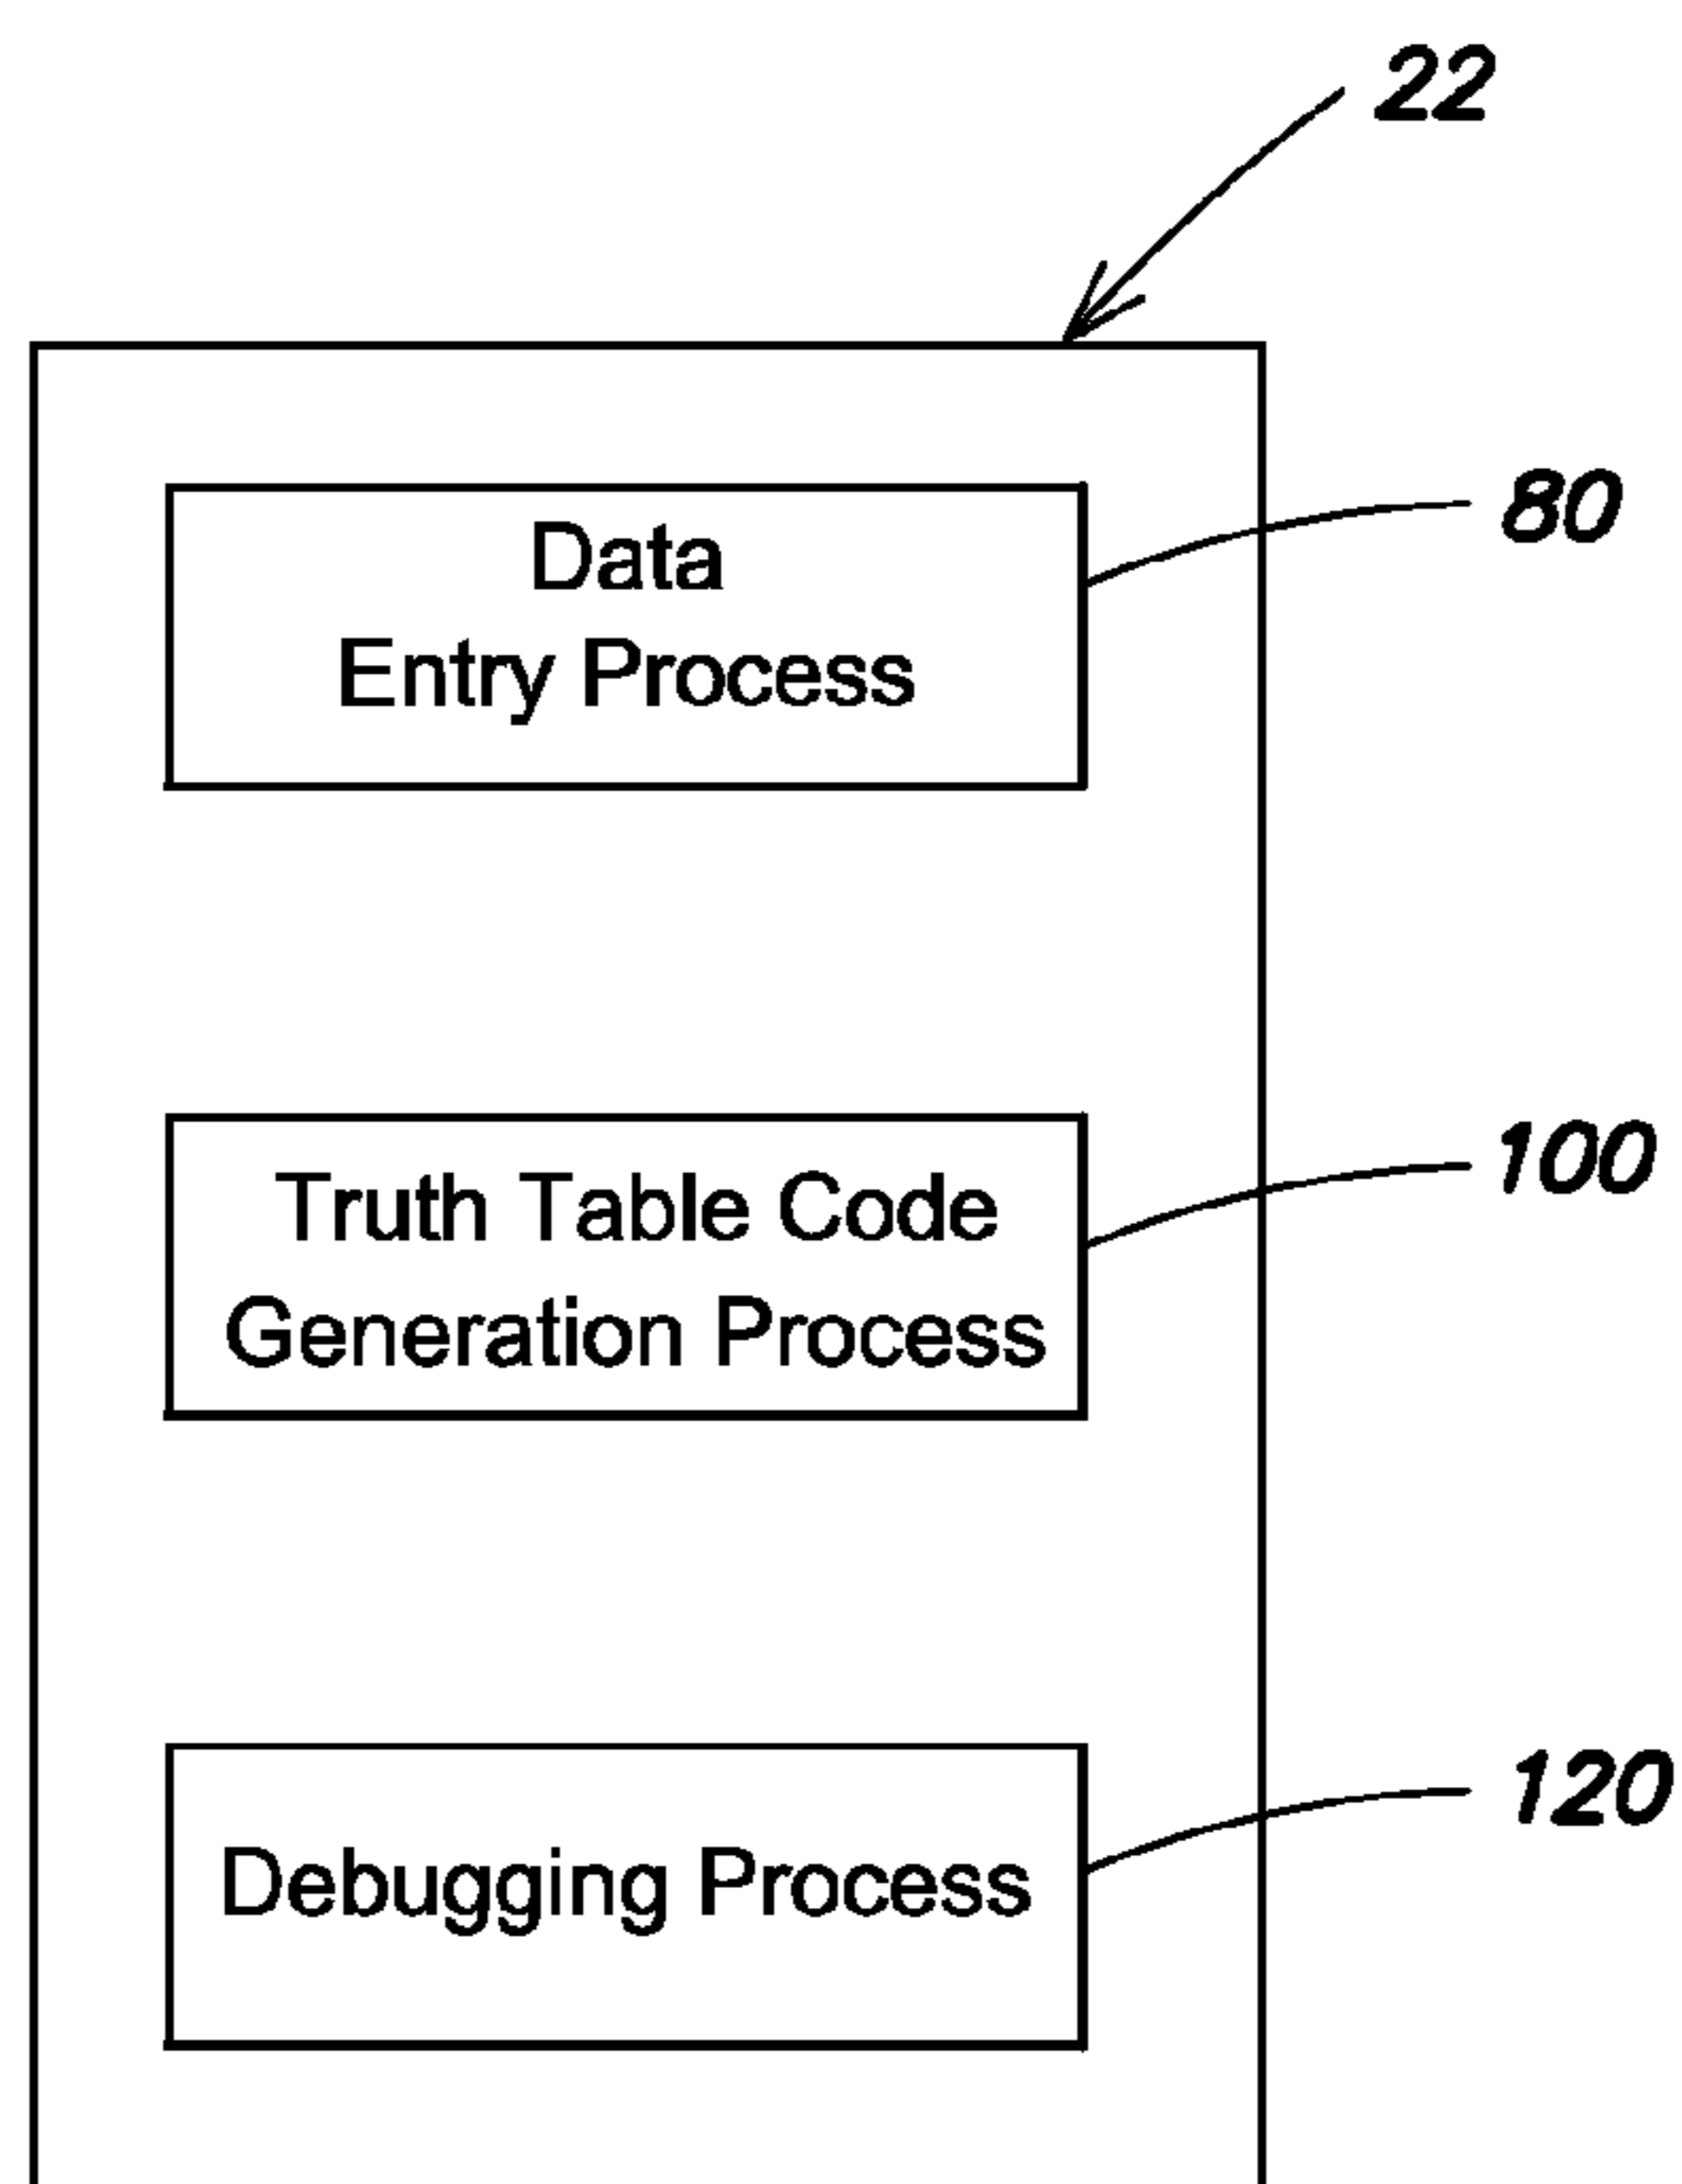 22
80
Data
Entry Process
100
Truth Table Code
Generation Process
120
Debugging Process